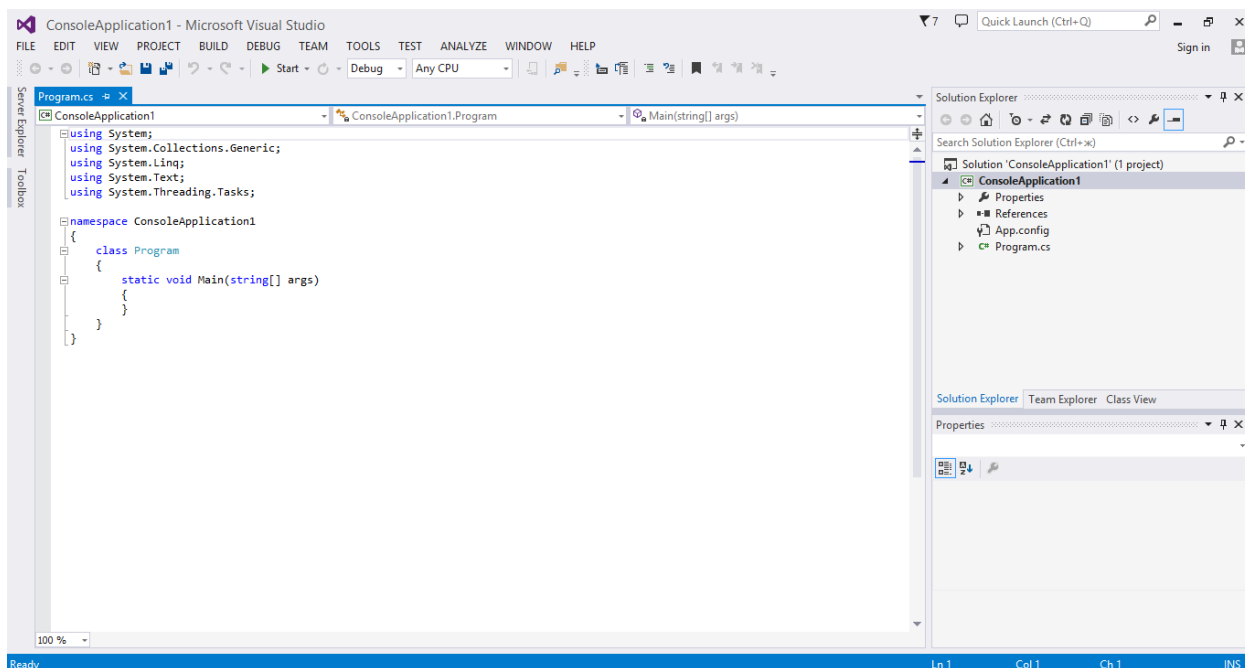 ConsoleApplication1 - Microsoft Visual Studio
7
Quick Launch (Ctrl+Q)
FILE EDIT VIEW PROJECT BUILD DEBUG TEAM TOOLS TEST ANALYZE WINDOW HELP
Sign in
Start
Debug
Any CPU
Server Explorer
Toolbox
Program.cs
ConsoleApplication1
ConsoleApplication1.Program
Main(string[] args)
using System;
using System.Collections.Generic;
using System.Linq;
using System.Text;
using System.Threading.Tasks;
namespace ConsoleApplication1
{
class Program
{
static void Main(string[] args)
{
}
}
}
100 %
Solution Explorer
Search Solution Explorer (Ctrl+ж)
Solution 'ConsoleApplication1' (1 project)
C# ConsoleApplication1
Properties
References
App.config
C# Program.cs
Solution Explorer Team Explorer Class View
Properties
Ready
Ln 1 Col 1 Ch 1 INS